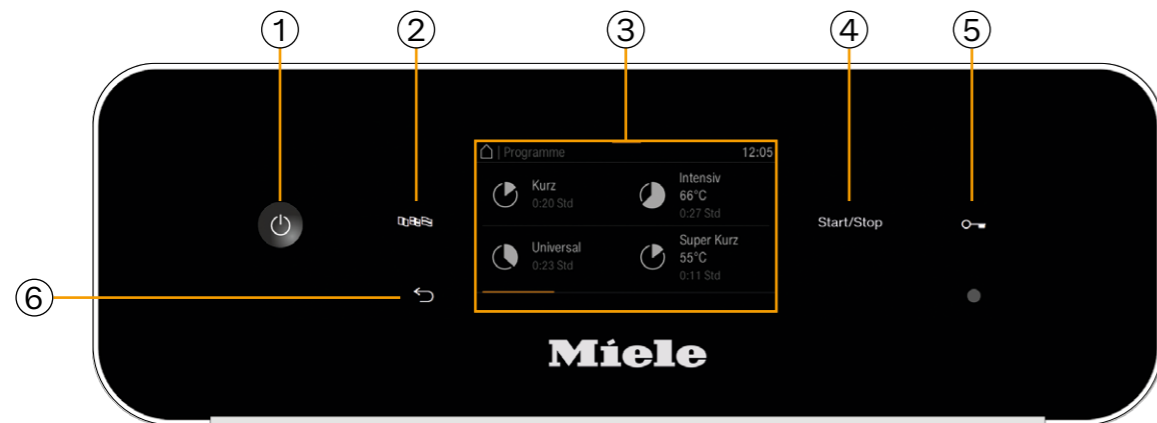 ① ② ③ ④ ⑤
Programme 12:05
Kurz
0:20 Std
Intensiv
66°C
0:27 Std
Universal
0:23 Std
Super Kurz
55°C
0:11 Std
Start/Stop
⑥
Miele